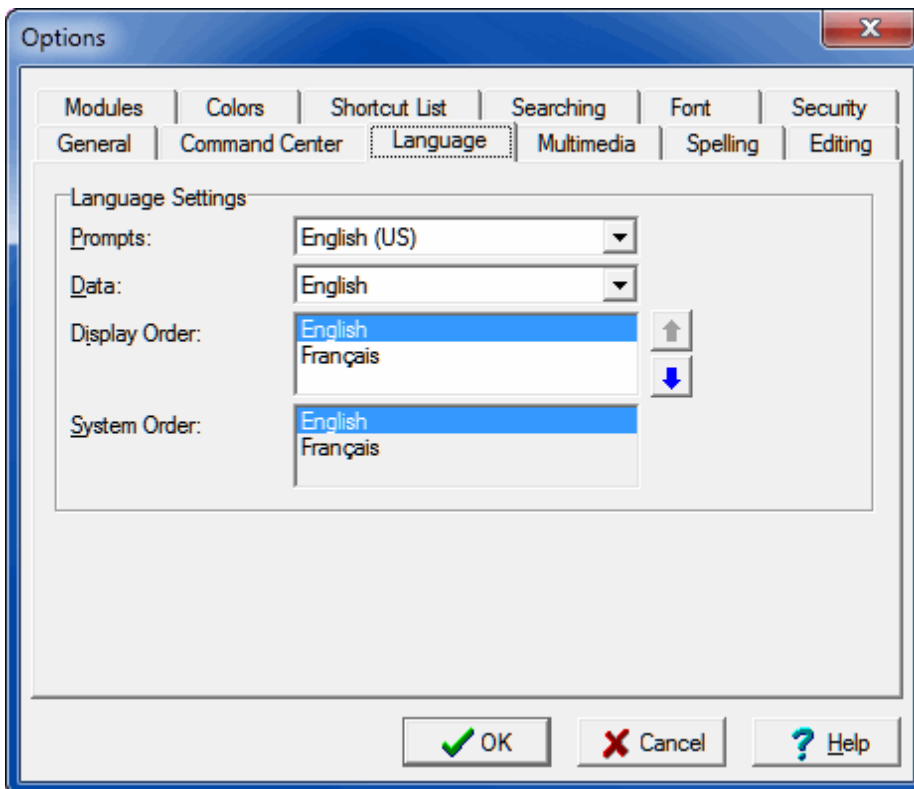 Options
Modules Colors Shortcut List Searching Font Security
General Command Center Language Multimedia Spelling Editing
Language Settings
Prompts: English (US)
Data: English
Display Order: English
Français
System Order: English
Français
OK Cancel Help